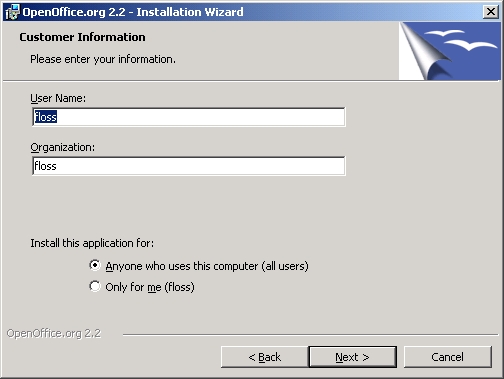 OpenOffice.org 2.2 - Installation Wizard
Customer Information
Please enter your information.
User Name:
floss
Organization:
floss
Install this application for:
Anyone who uses this computer (all users)
Only for me (floss)
OpenOffice.org 2.2
< Back
Next >
Cancel